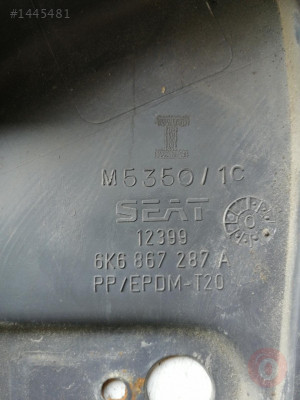 #1445481
M5350/1C
SEAT
12399
6K6 867 287 A
PP/EPDM-T20